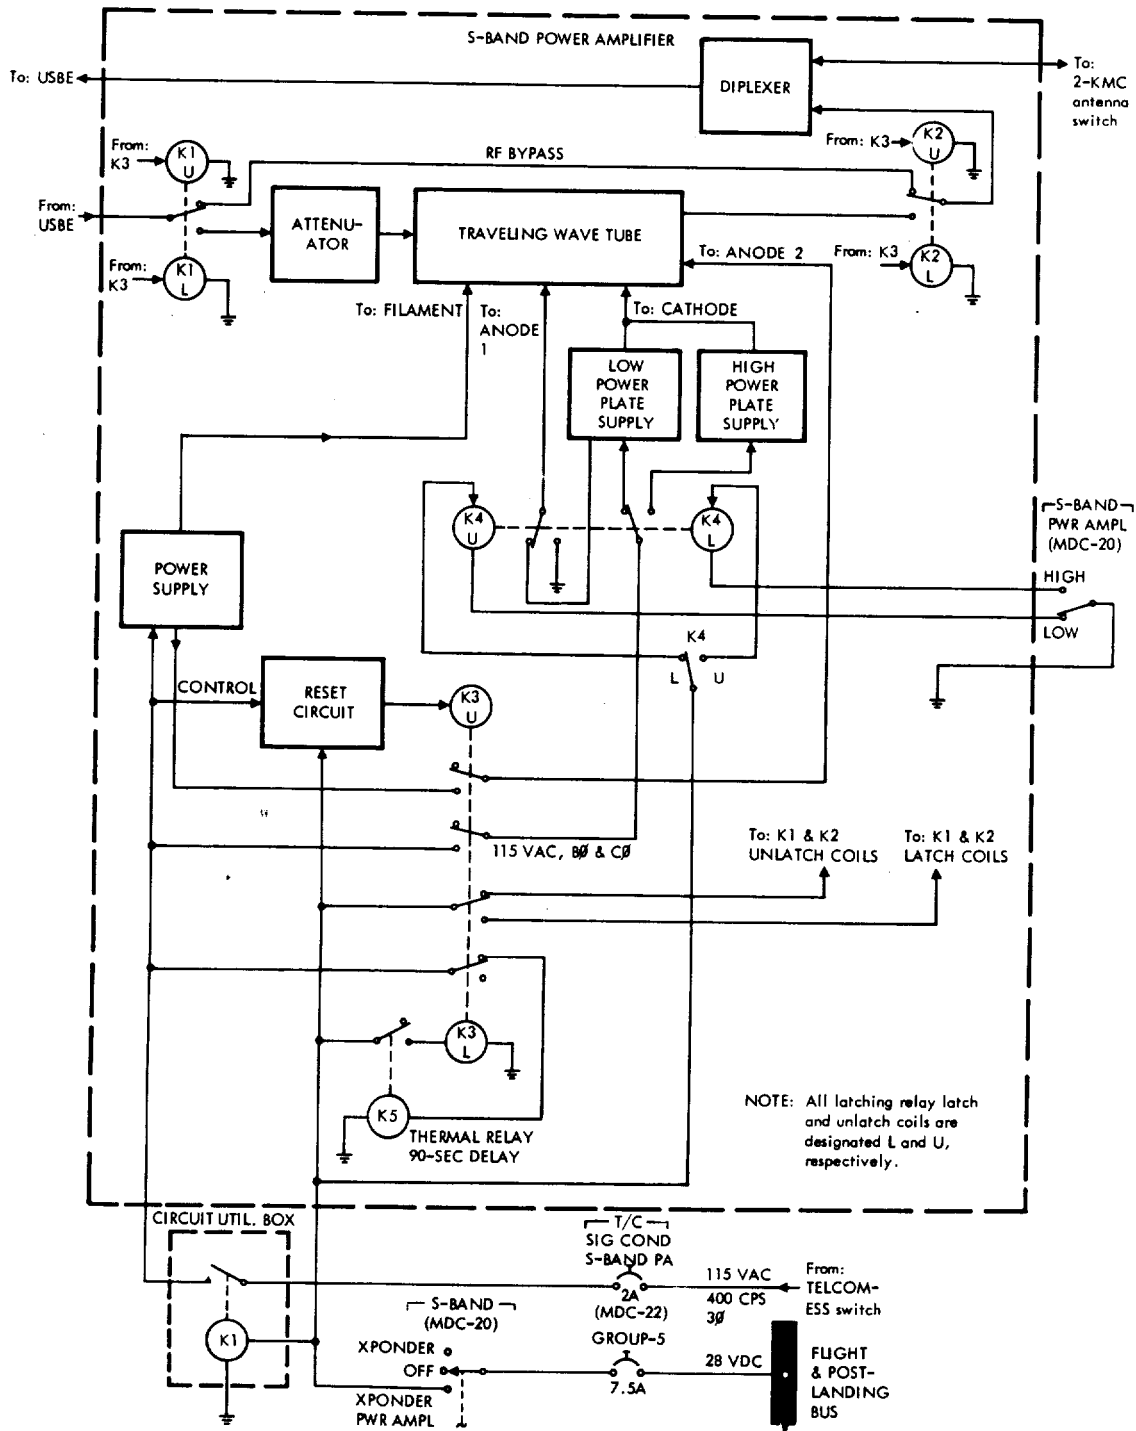 S-BAND POWER AMPLIFIER
To: USBE
DIPLEXER
To:
2-KMC
antenna
switch
From:
K3
K1
U
RF BYPASS
From: K3
K2
U
From:
USBE
ATTENU-
ATOR
TRAVELING WAVE TUBE
To: ANODE 2
From:
K3
K1
L
From: K3
K2
L
To: FILAMENT
To:
ANODE
1
To: CATHODE
LOW
POWER
PLATE
SUPPLY
HIGH
POWER
PLATE
SUPPLY
K4
U
K4
L
S-BAND
PWR AMPL
(MDC-20)
HIGH
LOW
POWER
SUPPLY
K4
L U
CONTROL
RESET
CIRCUIT
K3
U
115 VAC, BØ & CØ
To: K1 & K2
UNLATCH COILS
To: K1 & K2
LATCH COILS
K3
L
K5
THERMAL RELAY
90-SEC DELAY
NOTE: All latching relay latch
and unlatch coils are
designated L and U,
respectively.
CIRCUIT UTIL. BOX
T/C
SIG COND
S-BAND PA
2A
(MDC-22)
115 VAC
400 CPS
3Ø
From:
TELCOM-
ESS switch
K1
S-BAND
(MDC-20)
XPONDER
OFF
XPONDER
PWR AMPL
GROUP-5
7.5A
28 VDC
FLIGHT
& POST-
LANDING
BUS